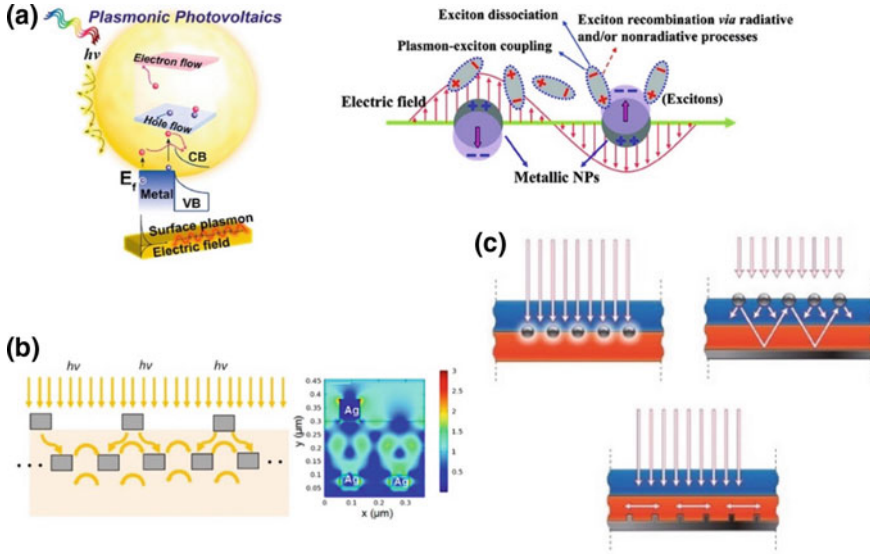 (a)
Plasmonic Photovoltaics
hν
Electron flow
Hole flow
CB
E_f
Metal
VB
Surface plasmon
Electric field
Exciton dissociation
Plasmon-exciton coupling
Exciton recombination via radiative
and/or nonradiative processes
Electric field
(Excitons)
Metallic NPs
(b)
hν hν hν
0.45
0.4
0.35
0.3
0.25
0.2
0.15
0.1
0.05
y (μm)
0 0.1 0.2 0.3
x (μm)
Ag
Ag Ag
3
2.5
2
1.5
1
0.5
(c)